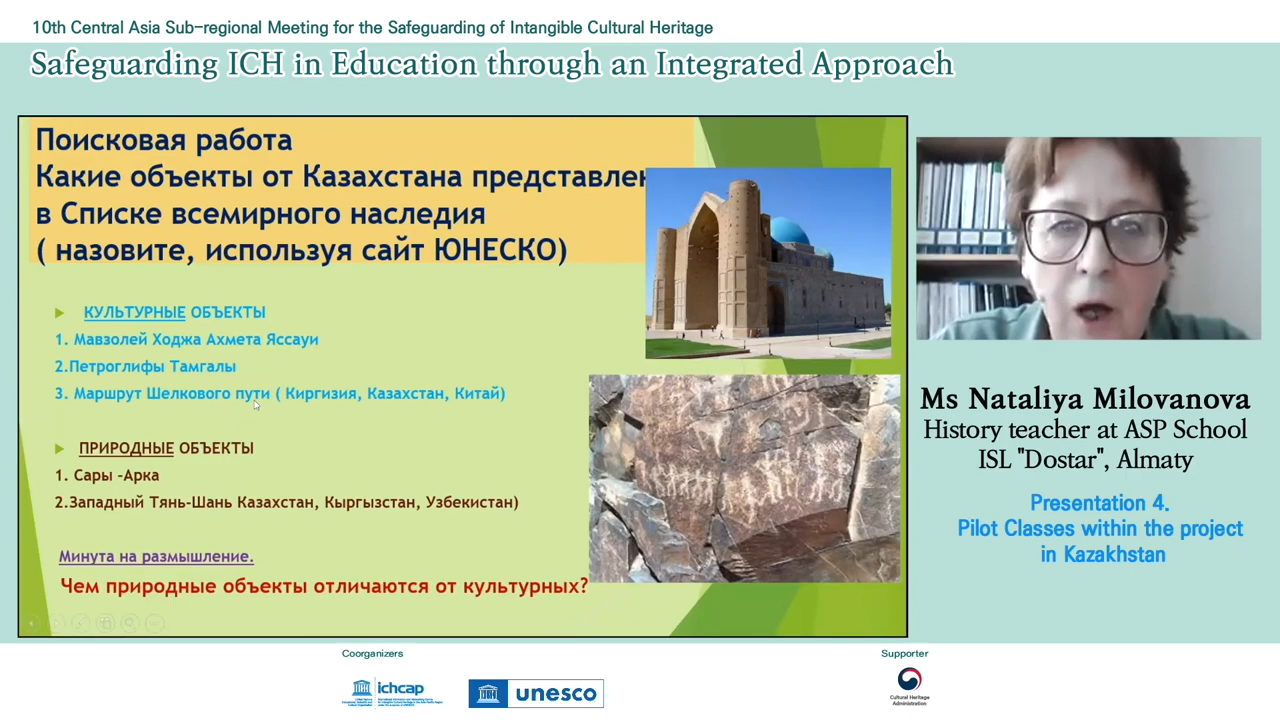 10th Central Asia Sub-regional Meeting for the Safeguarding of Intangible Cultural Heritage
Safeguarding ICH in Education through an Integrated Approach
Поисковая работа
Какие объекты от Казахстана представлен
в Списке всемирного наследия
( назовите, используя сайт ЮНЕСКО)
КУЛЬТУРНЫЕ ОБЪЕКТЫ
1. Мавзолей Ходжа Ахмета Яссауи
2.Петроглифы Тамгалы
3. Маршрут Шелкового пути ( Киргизия, Казахстан, Китай)
ПРИРОДНЫЕ ОБЪЕКТЫ
1. Сары -Арка
2.Западный Тянь-Шань Казахстан, Кыргызстан, Узбекистан)
Минута на размышление.
Чем природные объекты отличаются от культурных?
Ms Nataliya Milovanova
History teacher at ASP School
ISL "Dostar", Almaty
Presentation 4.
Pilot Classes within the project
in Kazakhstan
Coorganizers
ichcap
unesco
Supporter
Cultural Heritage
Administration